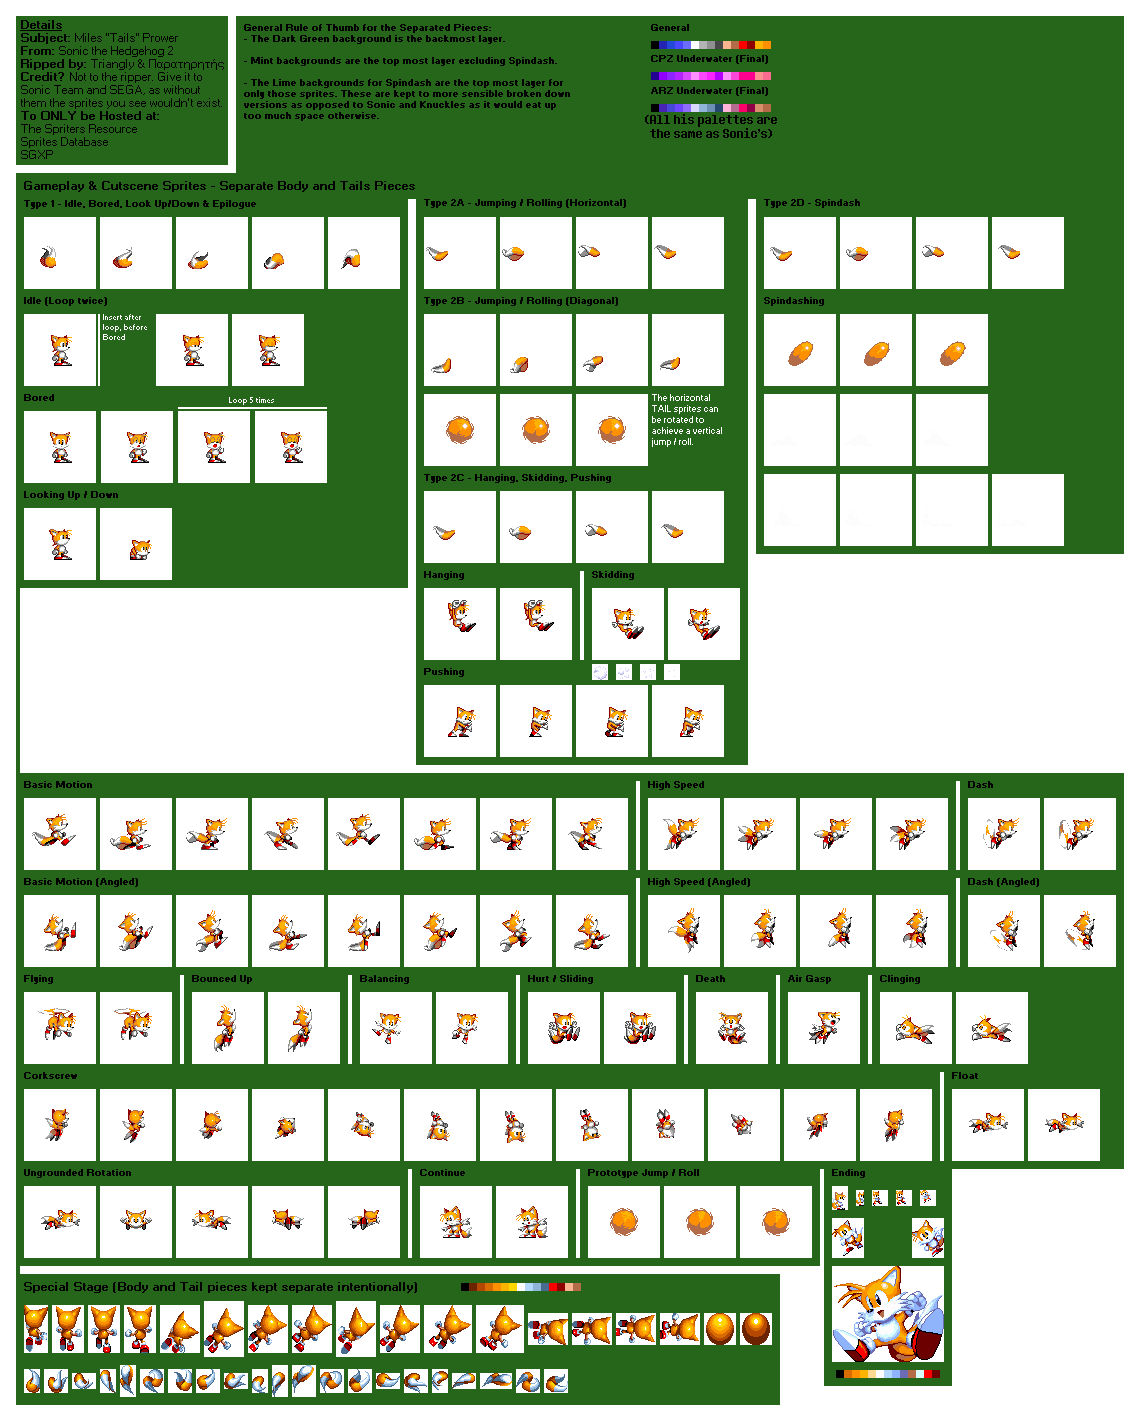 Details
Subject: Miles "Tails" Prower
From: Sonic the Hedgehog 2
Ripped by: Triangly & Παρατηρητής
Credit? Not to the ripper. Give it to
Sonic Team and SEGA, as without
them the sprites you see wouldn't exist.
To ONLY be Hosted at:
The Spriters Resource
Sprites Database
SGXP
General Rule of Thumb for the Separated Pieces:
- The Dark Green background is the backmost layer.
- Mint backgrounds are the top most layer excluding Spindash.
- The Lime backgrounds for Spindash are the top most layer for
only those sprites. These are kept to more sensible broken down
versions as opposed to Sonic and Knuckles as it would eat up
too much space otherwise.
General
CPZ Underwater (Final)
ARZ Underwater (Final)
(All his palettes are
the same as Sonic's)
Gameplay & Cutscene Sprites - Separate Body and Tails Pieces
Type 1 - Idle, Bored, Look Up/Down & Epilogue
Idle (Loop twice)
Insert after
loop, before
Bored
Bored
Loop 5 times
Looking Up / Down
Type 2A - Jumping / Rolling (Horizontal)
Type 2B - Jumping / Rolling (Diagonal)
The horizontal
TAIL sprites can
be rotated to
achieve a vertical
jump / roll.
Type 2C - Hanging, Skidding, Pushing
Hanging
Skidding
Pushing
Type 2D - Spindash
Spindashing
Basic Motion
High Speed
Dash
Basic Motion (Angled)
High Speed (Angled)
Dash (Angled)
Flying
Bounced Up
Balancing
Hurt / Sliding
Death
Air Gasp
Clinging
Corkscrew
Float
Ungrounded Rotation
Continue
Prototype Jump / Roll
Ending
Special Stage (Body and Tail pieces kept separate intentionally)